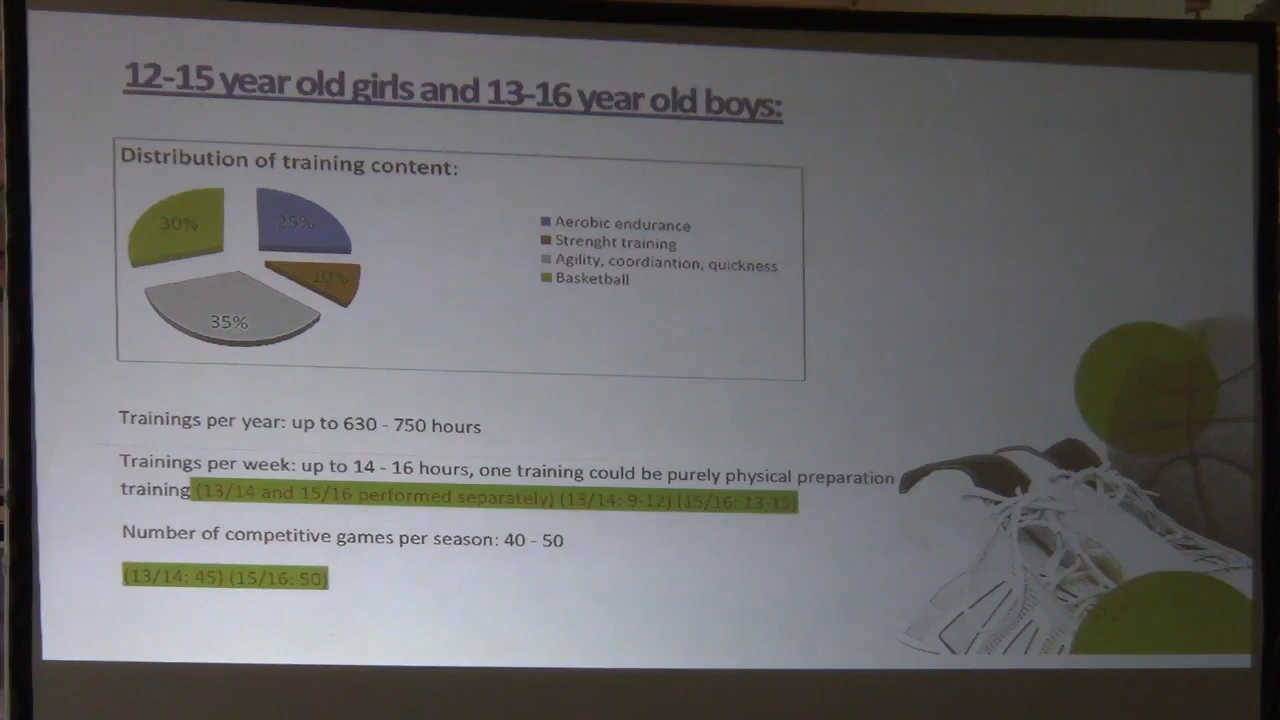 12-15 year old girls and 13-16 year old boys:
Distribution of training content:
30%
25%
10%
35%
Aerobic endurance
Strenght training
Agility, coordiantion, quickness
Basketball
Trainings per year: up to 630 - 750 hours
Trainings per week: up to 14 - 16 hours, one training could be purely physical preparation
training (13/14 and 15/16 performed separately) (13/14: 9-12) (15/16: 13-15)
Number of competitive games per season: 40 - 50
(13/14: 45) (15/16: 50)